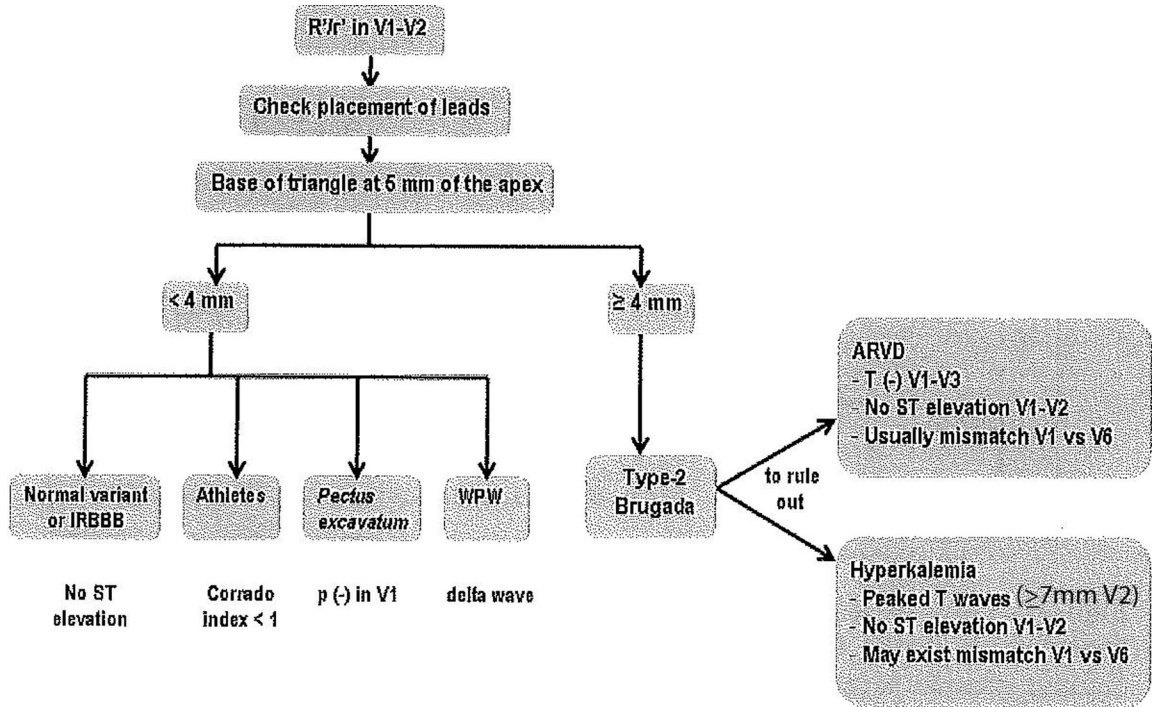 R'/r' in V1-V2
Check placement of leads
Base of triangle at 5 mm of the apex
< 4 mm
≥ 4 mm
Normal variant
or IRBBB
Athletes
Pectus
excavatum
WPW
No ST
elevation
Corrado
index < 1
p (-) in V1
delta wave
Type-2
Brugada
to rule
out
ARVD
- T (-) V1-V3
- No ST elevation V1-V2
- Usually mismatch V1 vs V6
Hyperkalemia
- Peaked T waves (≥7mm V2)
- No ST elevation V1-V2
- May exist mismatch V1 vs V6